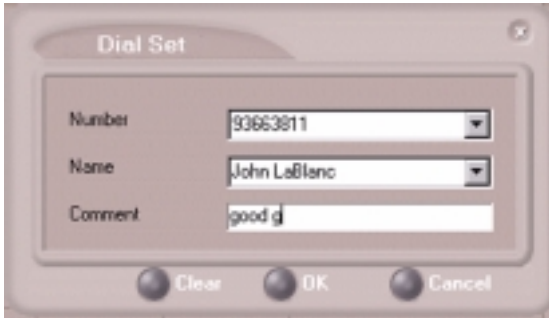 Dial Set
Number 93663811
Name John LaBlanc
Comment good g
Clear OK Cancel